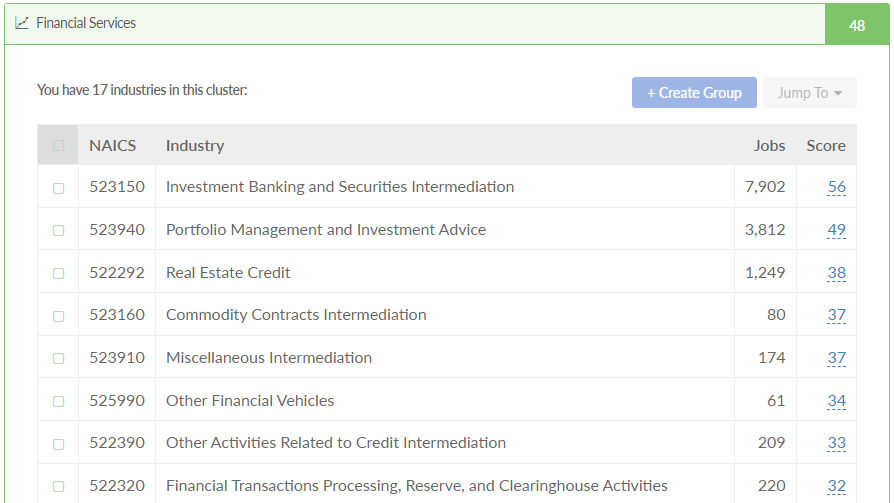 Financial Services 48
You have 17 industries in this cluster:
+ Create Group Jump To
NAICS Industry Jobs Score
523150 Investment Banking and Securities Intermediation 7,902 56
523940 Portfolio Management and Investment Advice 3,812 49
522292 Real Estate Credit 1,249 38
523160 Commodity Contracts Intermediation 80 37
523910 Miscellaneous Intermediation 174 37
525990 Other Financial Vehicles 61 34
522390 Other Activities Related to Credit Intermediation 209 33
522320 Financial Transactions Processing, Reserve, and Clearinghouse Activities 220 32